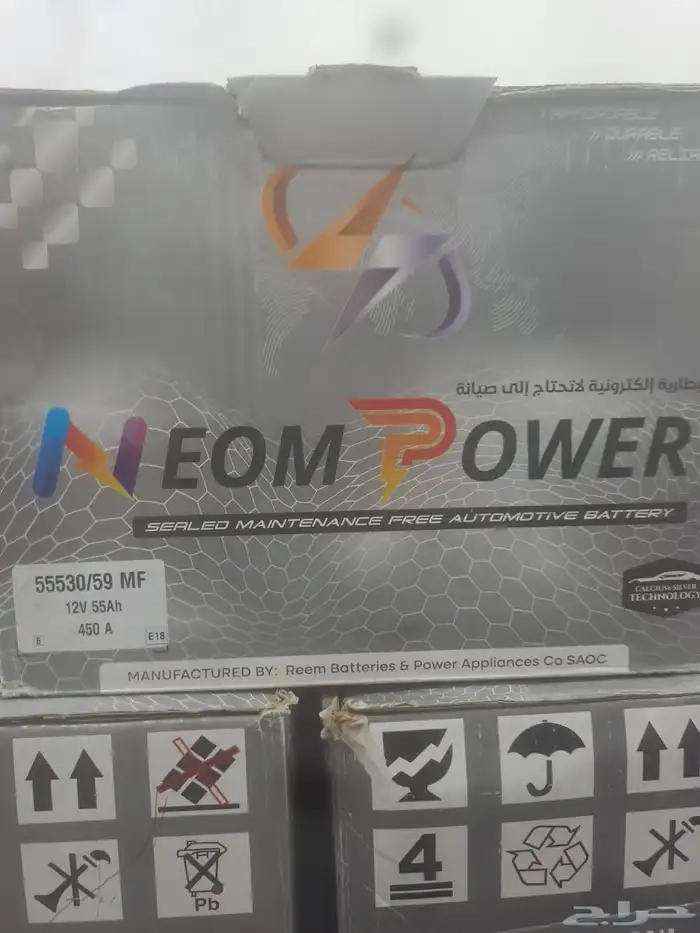 AFFORDABLE
» DURABLE
بطارية إلكترونية لاتحتاج إلى صيانة
NEOM POWER
SEALED MAINTENANCE FREE AUTOMOTIVE BATTERY
55530/59 MF
12V 55Ah
450 A
E18
CALCIUM-SILVER
TECHNOLOGY
MANUFACTURED BY: Reem Batteries & Power Appliances Co SAOC
4
Pb
حراج